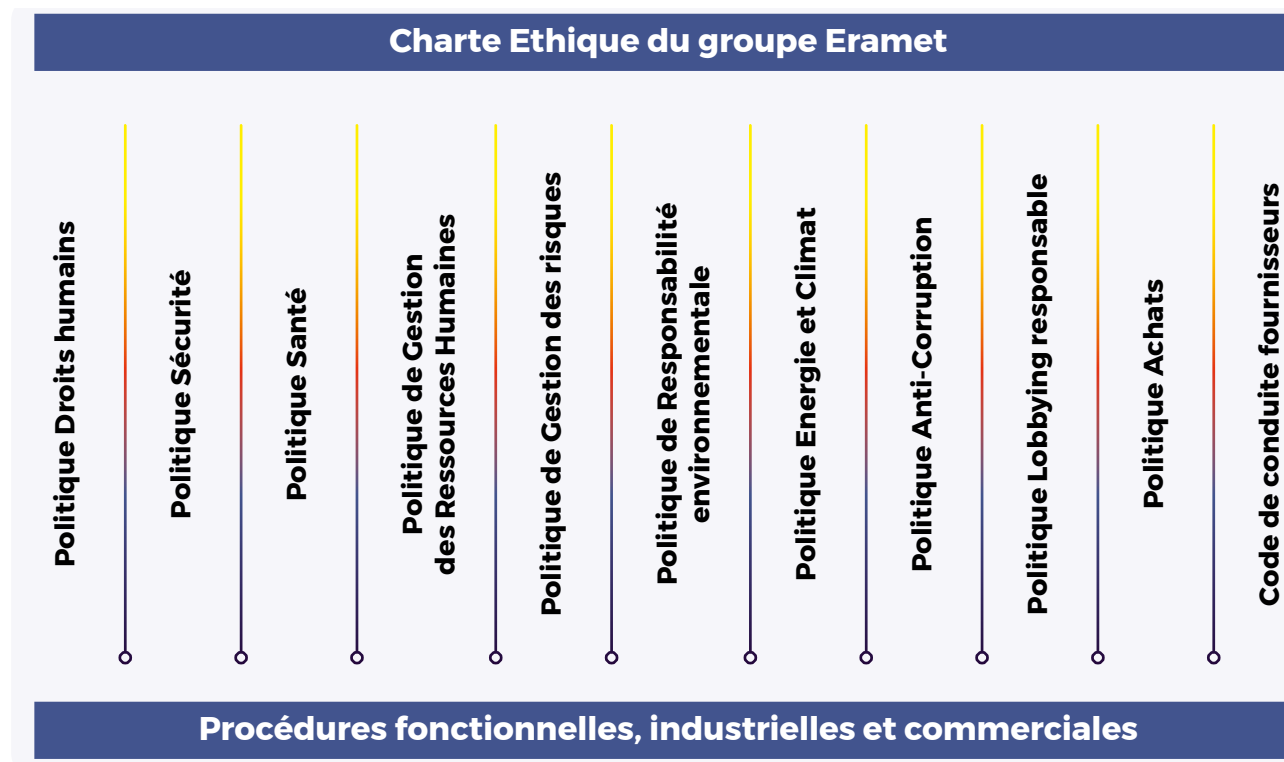 Charte Ethique du groupe Eramet
Politique Droits humains
Politique Sécurité
Politique Santé
Politique de Gestion
des Ressources Humaines
Politique de Gestion des risques
Politique de Responsabilité
environnementale
Politique Energie et Climat
Politique Anti-Corruption
Politique Lobbying responsable
Politique Achats
Code de conduite fournisseurs
Procédures fonctionnelles, industrielles et commerciales